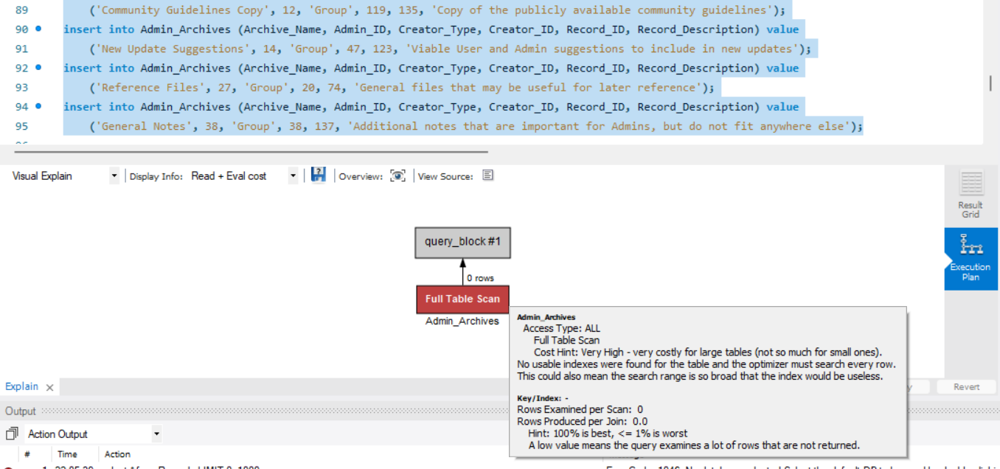 89 ('Community Guidelines Copy', 12, 'Group', 119, 135, 'Copy of the publicly available community guidelines');
90 insert into Admin_Archives (Archive_Name, Admin_ID, Creator_Type, Creator_ID, Record_ID, Record_Description) value
91 ('New Update Suggestions', 14, 'Group', 47, 123, 'Viable User and Admin suggestions to include in new updates');
92 insert into Admin_Archives (Archive_Name, Admin_ID, Creator_Type, Creator_ID, Record_ID, Record_Description) value
93 ('Reference Files', 27, 'Group', 20, 74, 'General files that may be useful for later reference');
94 insert into Admin_Archives (Archive_Name, Admin_ID, Creator_Type, Creator_ID, Record_ID, Record_Description) value
95 ('General Notes', 38, 'Group', 38, 137, 'Additional notes that are important for Admins, but do not fit anywhere else');
Visual Explain Display Info: Read + Eval cost Overview: View Source:
Result
Grid
Execution
Plan
query_block #1
0 rows
Full Table Scan
Admin_Archives
Admin_Archives
Access Type: ALL
Full Table Scan
Cost Hint: Very High - very costly for large tables (not so much for small ones).
No usable indexes were found for the table and the optimizer must search every row.
This could also mean the search range is so broad that the index would be useless.
Key/Index: -
Rows Examined per Scan: 0
Rows Produced per Join: 0.0
Hint: 100% is best, <= 1% is worst
A low value means the query examines a lot of rows that are not returned.
Explain Revert
Output
Action Output
# Time Action